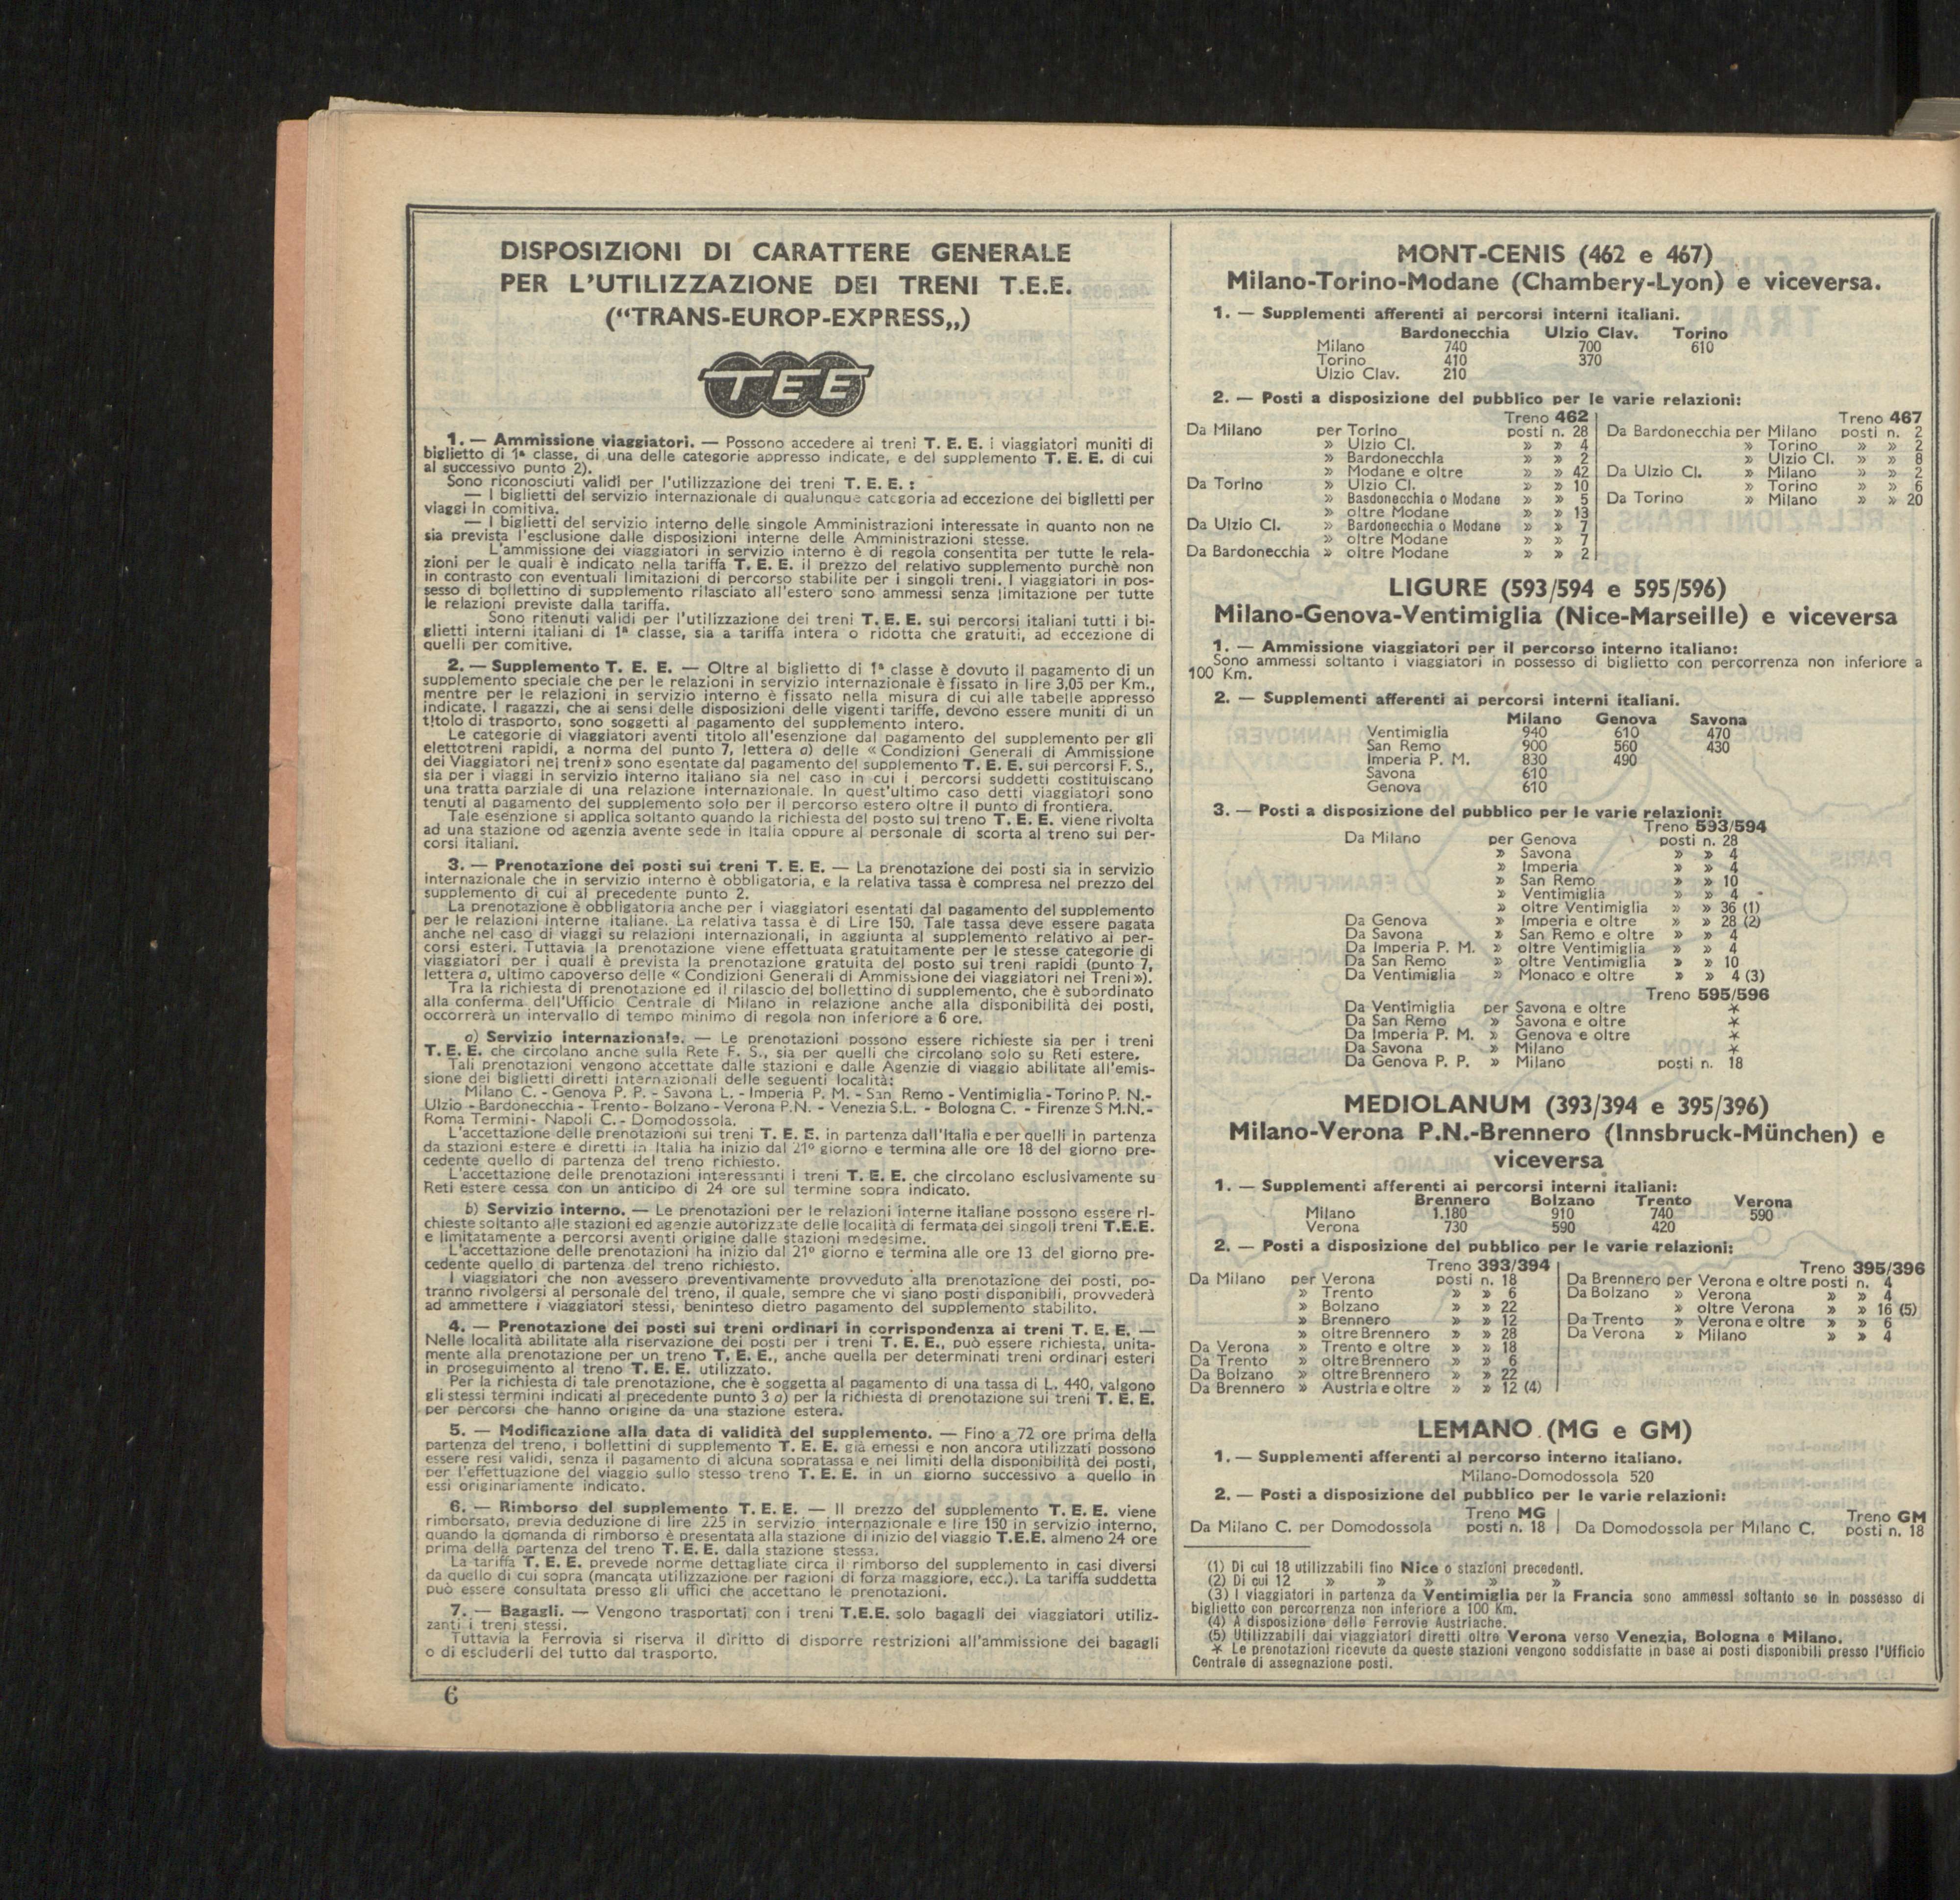 DISPOSIZIONI DI CARATTERE GENERALE
PER L'UTILIZZAZIONE DEI TRENI T.E.E.
(“TRANS-EUROP-EXPRESS„)
TEE
1. — Ammissione viaggiatori. — Possono accedere ai treni T. E. E. i viaggiatori muniti di
biglietto di 1ª classe, di una delle categorie appresso indicate, e del supplemento T. E. E. di cui
al successivo punto 2).
Sono riconosciuti validi per l'utilizzazione dei treni T. E. E. :
— I biglietti del servizio internazionale di qualunque categoria ad eccezione dei biglietti per
viaggi in comitiva.
— I biglietti del servizio interno delle singole Amministrazioni interessate in quanto non ne
sia prevista l'esclusione dalle disposizioni interne delle Amministrazioni stesse.
L'ammissione dei viaggiatori in servizio interno è di regola consentita per tutte le rela-
zioni per le quali è indicato nella tariffa T. E. E. il prezzo del relativo supplemento purchè non
in contrasto con eventuali limitazioni di percorso stabilite per i singoli treni. I viaggiatori in pos-
sesso di bollettino di supplemento rilasciato all'estero sono ammessi senza limitazione per tutte
le relazioni previste dalla tariffa.
Sono ritenuti validi per l'utilizzazione dei treni T. E. E. sui percorsi italiani tutti i bi-
glietti interni italiani di 1ª classe, sia a tariffa intera o ridotta che gratuiti, ad eccezione di
quelli per comitive.
2. — Supplemento T. E. E. — Oltre al biglietto di 1ª classe è dovuto il pagamento di un
supplemento speciale che per le relazioni in servizio internazionale è fissato in lire 3,05 per Km.,
mentre per le relazioni in servizio interno è fissato nella misura di cui alle tabelle appresso
indicate. I ragazzi, che ai sensi delle disposizioni delle vigenti tariffe, devono essere muniti di un
titolo di trasporto, sono soggetti al pagamento del supplemento intero.
Le categorie di viaggiatori aventi titolo all'esenzione dal pagamento del supplemento per gli
elettotreni rapidi, a norma del punto 7, lettera a) delle « Condizioni Generali di Ammissione
dei Viaggiatori nei treni » sono esentate dal pagamento del supplemento T. E. E. sui percorsi F. S.,
sia per i viaggi in servizio interno italiano sia nel caso in cui i percorsi suddetti costituiscano
una tratta parziale di una relazione internazionale. In quest'ultimo caso detti viaggiatori sono
tenuti al pagamento del supplemento solo per il percorso estero oltre il punto di frontiera.
Tale esenzione si applica soltanto quando la richiesta del posto sul treno T. E. E. viene rivolta
ad una stazione od agenzia avente sede in Italia oppure al personale di scorta al treno sui per-
corsi italiani.
3. — Prenotazione dei posti sui treni T. E. E. — La prenotazione dei posti sia in servizio
internazionale che in servizio interno è obbligatoria, e la relativa tassa è compresa nel prezzo del
supplemento di cui al precedente punto 2.
La prenotazione è obbligatoria anche per i viaggiatori esentati dal pagamento del supplemento
per le relazioni interne italiane. La relativa tassa è di Lire 150. Tale tassa deve essere pagata
anche nel caso di viaggi su relazioni internazionali, in aggiunta al supplemento relativo ai per-
corsi esteri. Tuttavia la prenotazione viene effettuata gratuitamente per le stesse categorie di
viaggiatori per i quali è prevista la prenotazione gratuita del posto sui treni rapidi (punto 7,
lettera a, ultimo capoverso delle « Condizioni Generali di Ammissione dei viaggiatori nei Treni »).
Tra la richiesta di prenotazione ed il rilascio del bollettino di supplemento, che è subordinato
alla conferma dell'Ufficio Centrale di Milano in relazione anche alla disponibilità dei posti,
occorrerà un intervallo di tempo minimo di regola non inferiore a 6 ore.
a) Servizio internazionale. — Le prenotazioni possono essere richieste sia per i treni
T. E. E. che circolano anche sulla Rete F. S., sia per quelli che circolano solo su Reti estere.
Tali prenotazioni vengono accettate dalle stazioni e dalle Agenzie di viaggio abilitate all'emis-
sione dei biglietti diretti internazionali delle seguenti località:
Milano C. - Genova P. P. - Savona L. - Imperia P. M. - San Remo - Ventimiglia - Torino P. N. -
Ulzio - Bardonecchia - Trento - Bolzano - Verona P.N. - Venezia S.L. - Bologna C. - Firenze S M.N. -
Roma Termini - Napoli C. - Domodossola.
L'accettazione delle prenotazioni sui treni T. E. E. in partenza dall'Italia e per quelli in partenza
da stazioni estere e diretti in Italia ha inizio dal 21º giorno e termina alle ore 18 del giorno pre-
cedente quello di partenza del treno richiesto.
L'accettazione delle prenotazioni interessanti i treni T. E. E. che circolano esclusivamente su
Reti estere cessa con un anticipo di 24 ore sul termine sopra indicato.
b) Servizio interno. — Le prenotazioni per le relazioni interne italiane possono essere ri-
chieste soltanto alle stazioni ed agenzie autorizzate delle località di fermata dei singoli treni T.E.E.
e limitatamente a percorsi aventi origine dalle stazioni medesime.
L'accettazione delle prenotazioni ha inizio dal 21º giorno e termina alle ore 13 del giorno pre-
cedente quello di partenza del treno richiesto.
I viaggiatori che non avessero preventivamente provveduto alla prenotazione dei posti, po-
tranno rivolgersi al personale del treno, il quale, sempre che vi siano posti disponibili, provvederà
ad ammettere i viaggiatori stessi, beninteso dietro pagamento del supplemento stabilito.
4. — Prenotazione dei posti sui treni ordinari in corrispondenza ai treni T. E. E. —
Nelle località abilitate alla riservazione dei posti per i treni T. E. E., può essere richiesta, unita-
mente alla prenotazione per un treno T. E. E., anche quella per determinati treni ordinari esteri
in proseguimento al treno T. E. E. utilizzato.
Per la richiesta di tale prenotazione, che è soggetta al pagamento di una tassa di L. 440, valgono
gli stessi termini indicati al precedente punto 3 a) per la richiesta di prenotazione sui treni T. E. E.
per percorsi che hanno origine da una stazione estera.
5. — Modificazione alla data di validità del supplemento. — Fino a 72 ore prima della
partenza del treno, i bollettini di supplemento T. E. E. già emessi e non ancora utilizzati possono
essere resi validi, senza il pagamento di alcuna sopratassa e nei limiti della disponibilità dei posti,
per l'effettuazione del viaggio sullo stesso treno T. E. E. in un giorno successivo a quello in
essi originariamente indicato.
6. — Rimborso del supplemento T. E. E. — Il prezzo del supplemento T. E. E. viene
rimborsato, previa deduzione di lire 225 in servizio internazionale e lire 150 in servizio interno,
quando la domanda di rimborso è presentata alla stazione di inizio del viaggio T.E.E. almeno 24 ore
prima della partenza del treno T. E. E. dalla stazione stessa.
La tariffa T. E. E. prevede norme dettagliate circa il rimborso del supplemento in casi diversi
da quello di cui sopra (mancata utilizzazione per ragioni di forza maggiore, ecc.). La tariffa suddetta
può essere consultata presso gli uffici che accettano le prenotazioni.
7. — Bagagli. — Vengono trasportati con i treni T.E.E. solo bagagli dei viaggiatori utiliz-
zanti i treni stessi.
Tuttavia la Ferrovia si riserva il diritto di disporre restrizioni all'ammissione dei bagagli
o di escluderli del tutto dal trasporto.
6
MONT-CENIS (462 e 467)
Milano-Torino-Modane (Chambery-Lyon) e viceversa.
1. — Supplementi afferenti ai percorsi interni italiani.
Bardonecchia Ulzio Clav. Torino
Milano 740 700 610
Torino 410 370
Ulzio Clav. 210
2. — Posti a disposizione del pubblico per le varie relazioni:
Treno 462
Da Milano per Torino posti n. 28
» Ulzio Cl. » » 4
» Bardonecchia » » 2
» Modane e oltre » » 42
Da Torino » Ulzio Cl. » » 10
» Basdonecchia o Modane » » 5
» oltre Modane » » 13
Da Ulzio Cl. » Bardonecchia o Modane » » 7
» oltre Modane » » 7
Da Bardonecchia » oltre Modane » » 2
Treno 467
Da Bardonecchia per Milano posti n. 2
» Torino » » 2
» Ulzio Cl. » » 8
Da Ulzio Cl. » Milano » » 2
» Torino » » 6
Da Torino » Milano » » 20
LIGURE (593/594 e 595/596)
Milano-Genova-Ventimiglia (Nice-Marseille) e viceversa
1. — Ammissione viaggiatori per il percorso interno italiano:
Sono ammessi soltanto i viaggiatori in possesso di biglietto con percorrenza non inferiore a
100 Km.
2. — Supplementi afferenti ai percorsi interni italiani.
Milano Genova Savona
Ventimiglia 940 610 470
San Remo 900 560 430
Imperia P. M. 830 490
Savona 610
Genova 610
3. — Posti a disposizione del pubblico per le varie relazioni:
Treno 593/594
Da Milano per Genova posti n. 28
» Savona » » 4
» Imperia » » 4
» San Remo » » 10
» Ventimiglia » » 4
» oltre Ventimiglia » » 36 (1)
Da Genova » Imperia e oltre » » 28 (2)
Da Savona » San Remo e oltre » » 4
Da Imperia P. M. » oltre Ventimiglia » » 4
Da San Remo » oltre Ventimiglia » » 10
Da Ventimiglia » Monaco e oltre » » 4 (3)
Treno 595/596
Da Ventimiglia per Savona e oltre *
Da San Remo » Savona e oltre *
Da Imperia P. M. » Genova e oltre *
Da Savona » Milano *
Da Genova P. P. » Milano posti n. 18
MEDIOLANUM (393/394 e 395/396)
Milano-Verona P.N.-Brennero (Innsbruck-München) e
viceversa
1. — Supplementi afferenti ai percorsi interni italiani:
Brennero Bolzano Trento Verona
Milano 1.180 910 740 590
Verona 730 590 420
2. — Posti a disposizione del pubblico per le varie relazioni:
Treno 393/394
Da Milano per Verona posti n. 18
» Trento » » 6
» Bolzano » » 22
» Brennero » » 12
» oltre Brennero » » 28
Da Verona » Trento e oltre » » 18
Da Trento » oltre Brennero » » 6
Da Bolzano » oltre Brennero » » 22
Da Brennero » Austria e oltre » » 12 (4)
Treno 395/396
Da Brennero per Verona e oltre posti n. 4
Da Bolzano » Verona » » 4
» oltre Verona » » 16 (5)
Da Trento » Verona e oltre » » 6
Da Verona » Milano » » 4
LEMANO (MG e GM)
1. — Supplementi afferenti al percorso interno italiano.
Milano-Domodossola 520
2. — Posti a disposizione del pubblico per le varie relazioni:
Treno MG
Da Milano C. per Domodossola posti n. 18
Treno GM
Da Domodossola per Milano C. posti n. 18
(1) Di cui 18 utilizzabili fino Nice o stazioni precedenti.
(2) Di cui 12 » » » » »
(3) I viaggiatori in partenza da Ventimiglia per la Francia sono ammessi soltanto se in possesso di
biglietto con percorrenza non inferiore a 100 Km.
(4) A disposizione delle Ferrovie Austriache.
(5) Utilizzabili dai viaggiatori diretti oltre Verona verso Venezia, Bologna e Milano.
* Le prenotazioni ricevute da queste stazioni vengono soddisfatte in base ai posti disponibili presso l'Ufficio
Centrale di assegnazione posti.